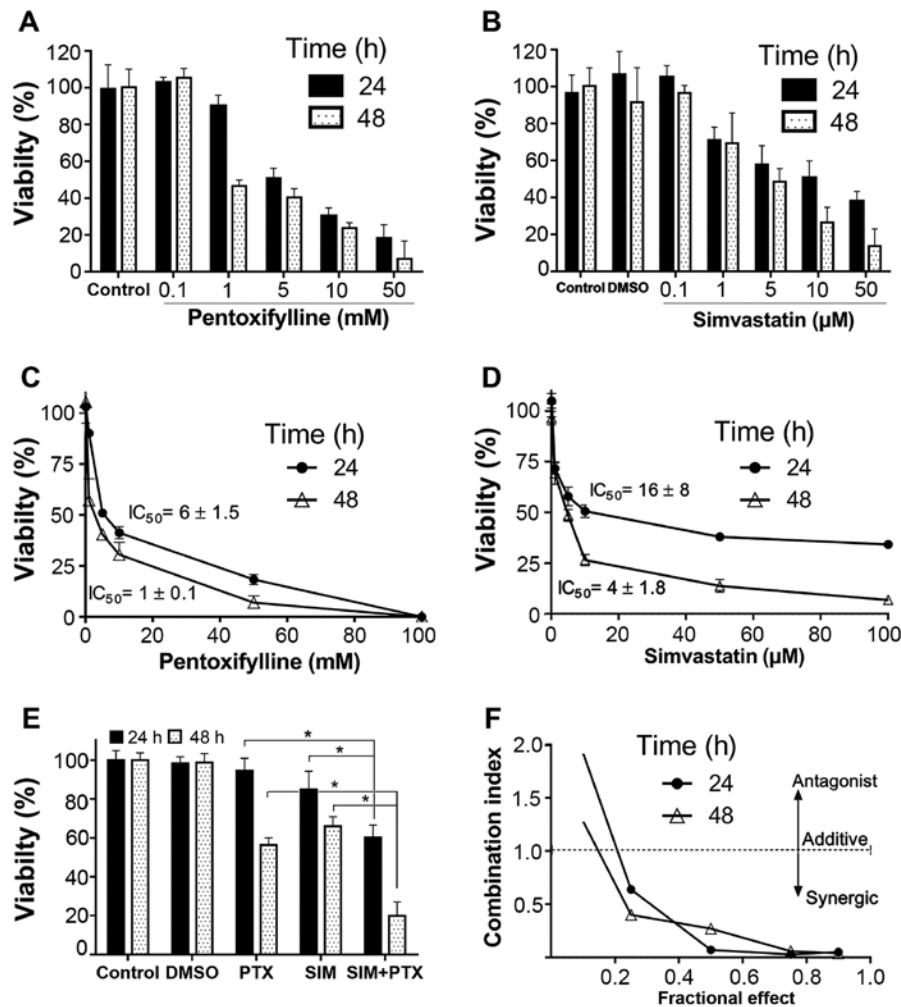 A
Time (h)
24
48
Viabilty (%)
120
100
80
60
40
20
0
Control 0.1 1 5 10 50
Pentoxifylline (mM)
B
Time (h)
24
48
Viabilty (%)
120
100
80
60
40
20
0
Control DMSO 0.1 1 5 10 50
Simvastatin (µM)
C
Time (h)
24
48
Viabilty (%)
100
75
50
25
0
IC50= 6 ± 1.5
IC50= 1 ± 0.1
0 20 40 60 80 100
Pentoxifylline (mM)
D
Time (h)
24
48
Viabilty (%)
100
75
50
25
0
IC50= 16 ± 8
IC50= 4 ± 1.8
0 20 40 60 80 100
Simvastatin (µM)
E
24 h 48 h
*
*
*
*
Viabilty (%)
100
80
60
40
20
0
Control DMSO PTX SIM SIM+PTX
F
Time (h)
24
48
Combination index
2.0
1.5
1.0
0.5
Antagonist
Additive
Synergic
0.2 0.4 0.6 0.8 1.0
Fractional effect